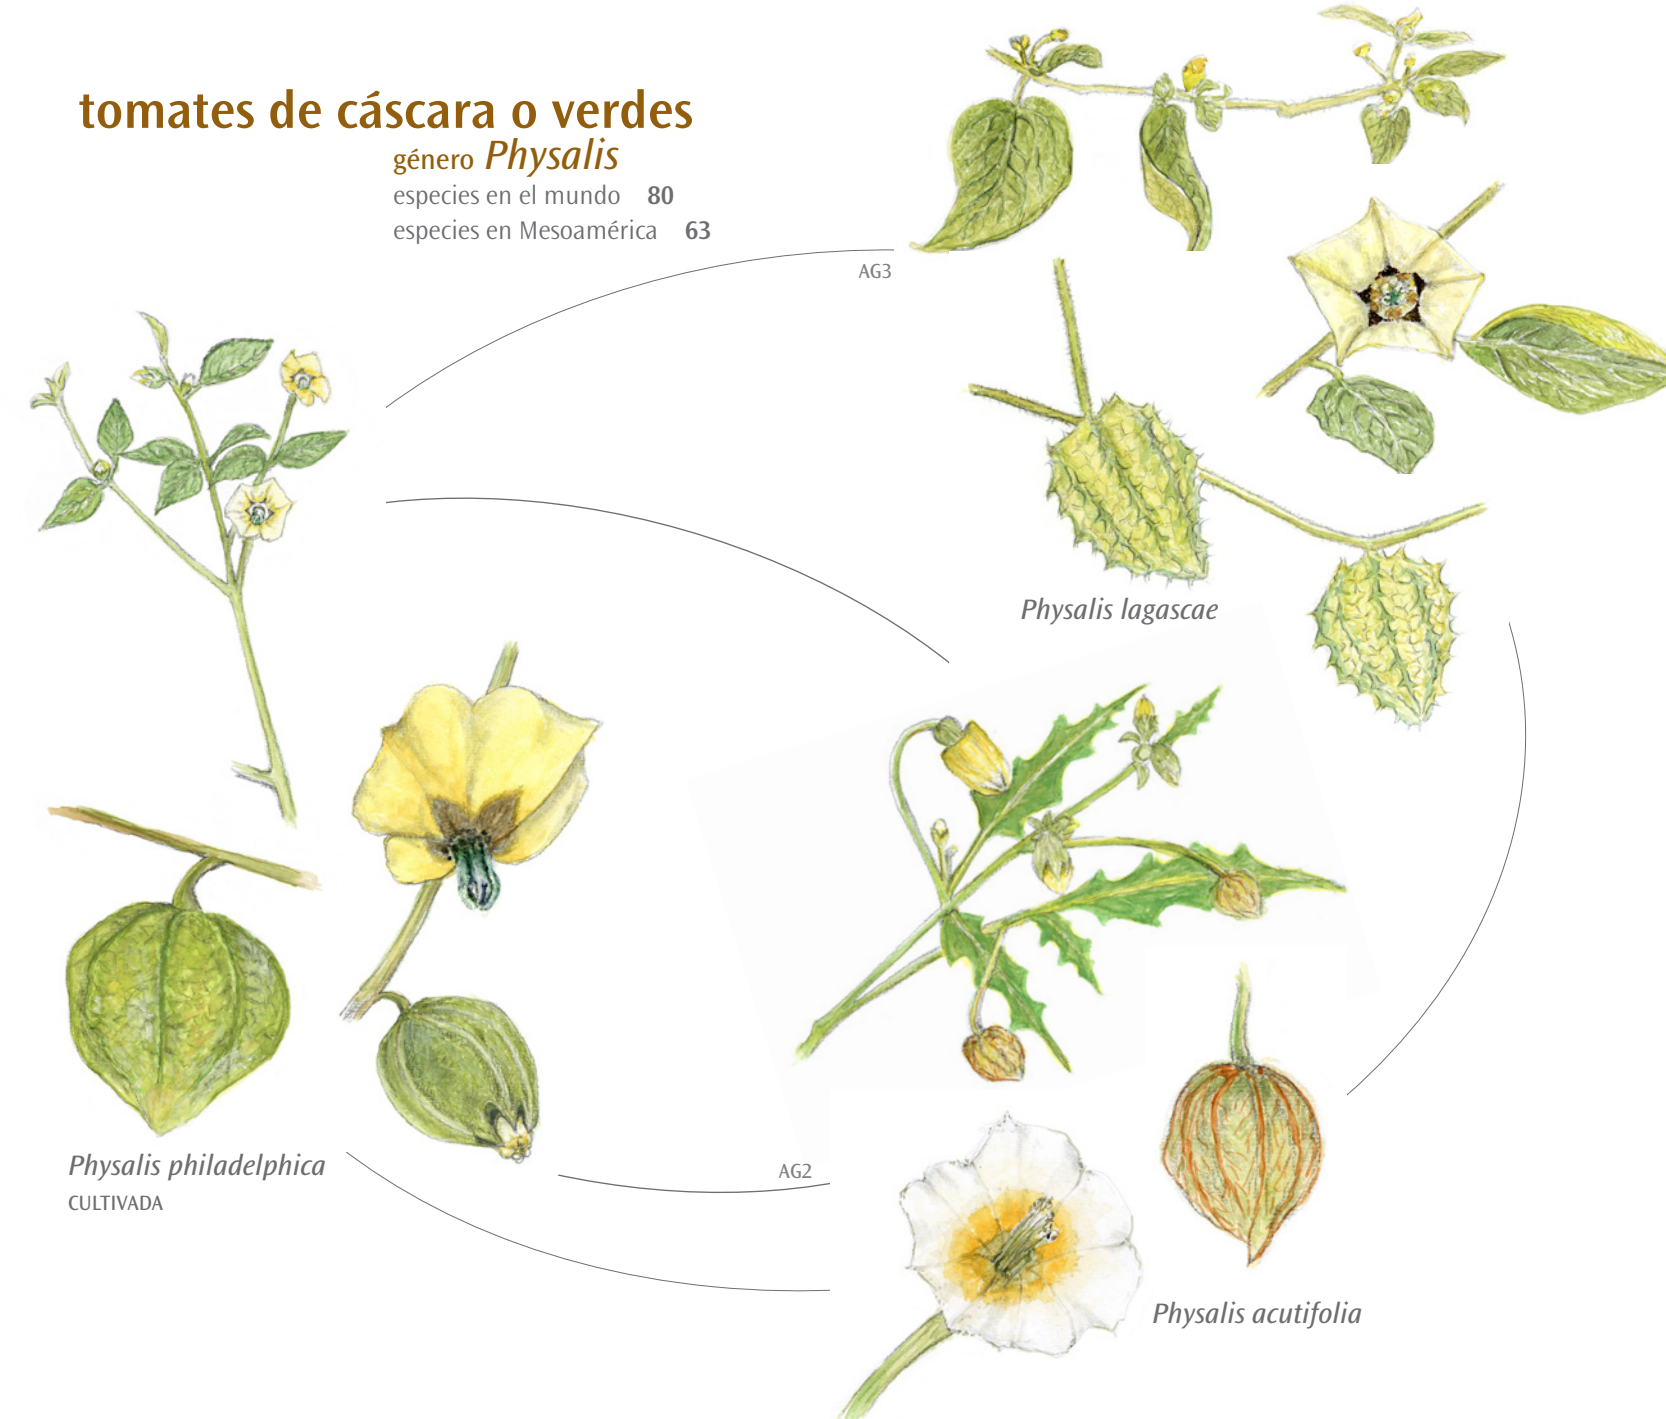 tomates de cáscara o verdes
género Physalis
especies en el mundo 80
especies en Mesoamérica 63
AG3
Physalis lagascae
Physalis philadelphica
CULTIVADA
AG2
Physalis acutifolia